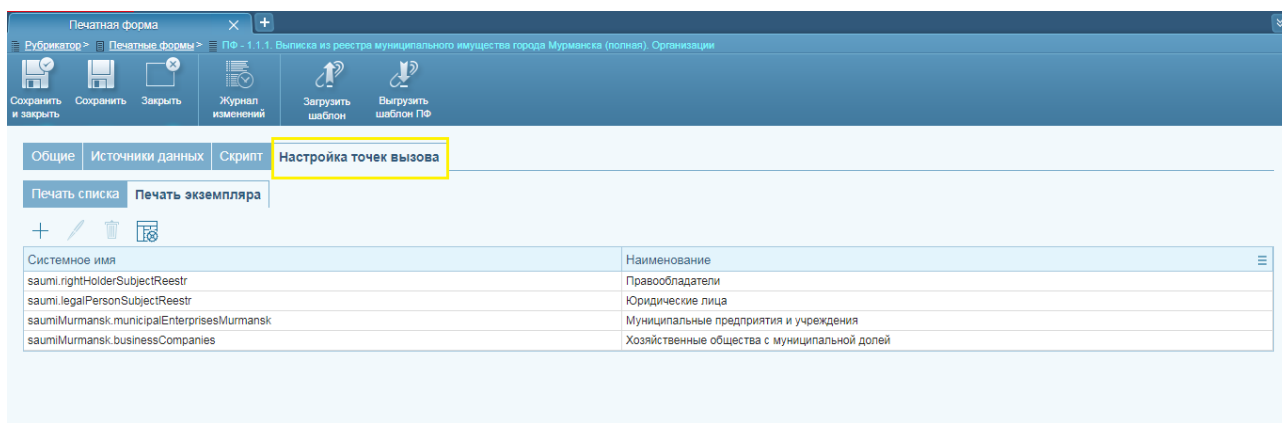 Печатная форма
Рубрикатор > Печатные формы > ПФ - 1.1.1. Выписка из реестра муниципального имущества города Мурманска (полная). Организации
Сохранить и закрыть
Сохранить
Закрыть
Журнал изменений
Загрузить шаблон
Выгрузить шаблон ПФ
Общие Источники данных Скрипт Настройка точек вызова
Печать списка Печать экземпляра
Системное имя Наименование
saumi.rightHolderSubjectReestr Правообладатели
saumi.legalPersonSubjectReestr Юридические лица
saumiMurmansk.municipalEnterprisesMurmansk Муниципальные предприятия и учреждения
saumiMurmansk.businessCompanies Хозяйственные общества с муниципальной долей